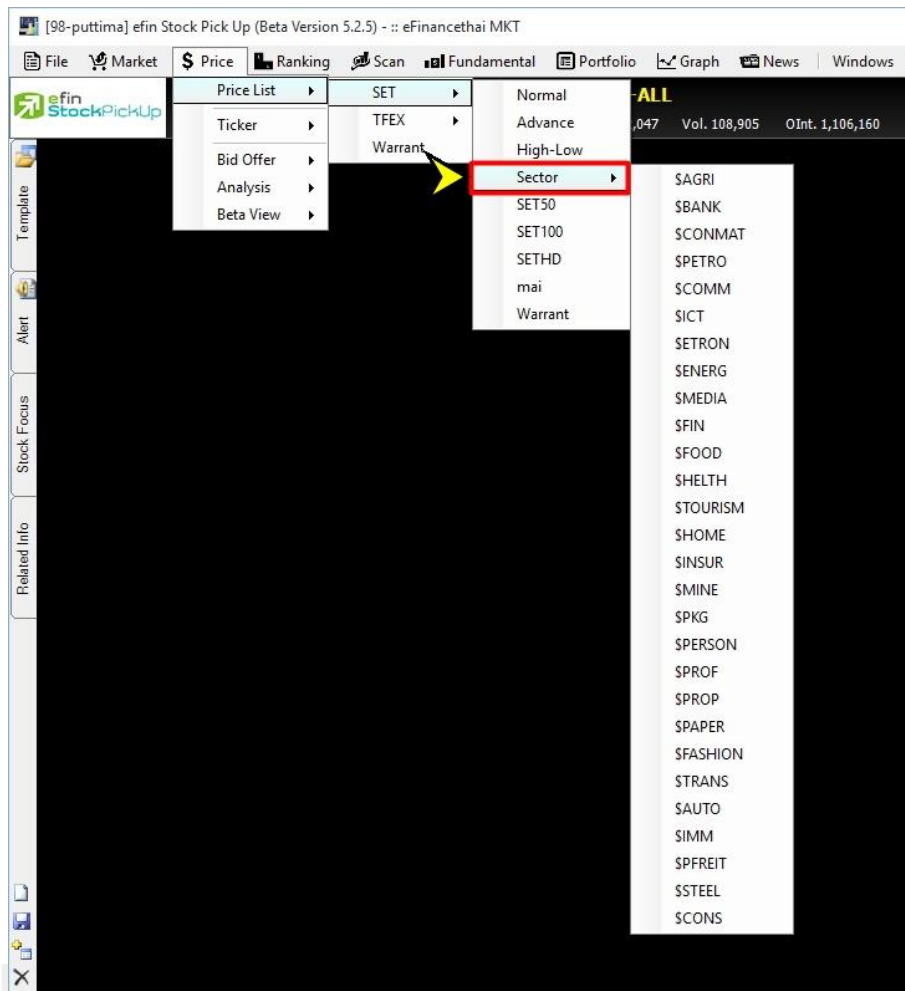 [98-puttima] efin Stock Pick Up (Beta Version 5.2.5) - :: eFinancethai MKT
File Market $ Price Ranking Scan Fundamental Portfolio Graph News Windows
efin
StockPickUp
-ALL
,047 Vol. 108,905 OInt. 1,106,160
Price List
Ticker
Bid Offer
Analysis
Beta View
SET
TFEX
Warrant
Normal
Advance
High-Low
Sector
SET50
SET100
SETHD
mai
Warrant
$AGRI
$BANK
$CONMAT
$PETRO
$COMM
$ICT
$ETRON
$ENERG
$MEDIA
$FIN
$FOOD
$HELTH
$TOURISM
$HOME
$INSUR
$MINE
$PKG
$PERSON
$PROF
$PROP
$PAPER
$FASHION
$TRANS
$AUTO
$IMM
$PFREIT
$STEEL
$CONS
Template
Alert
Stock Focus
Related Info